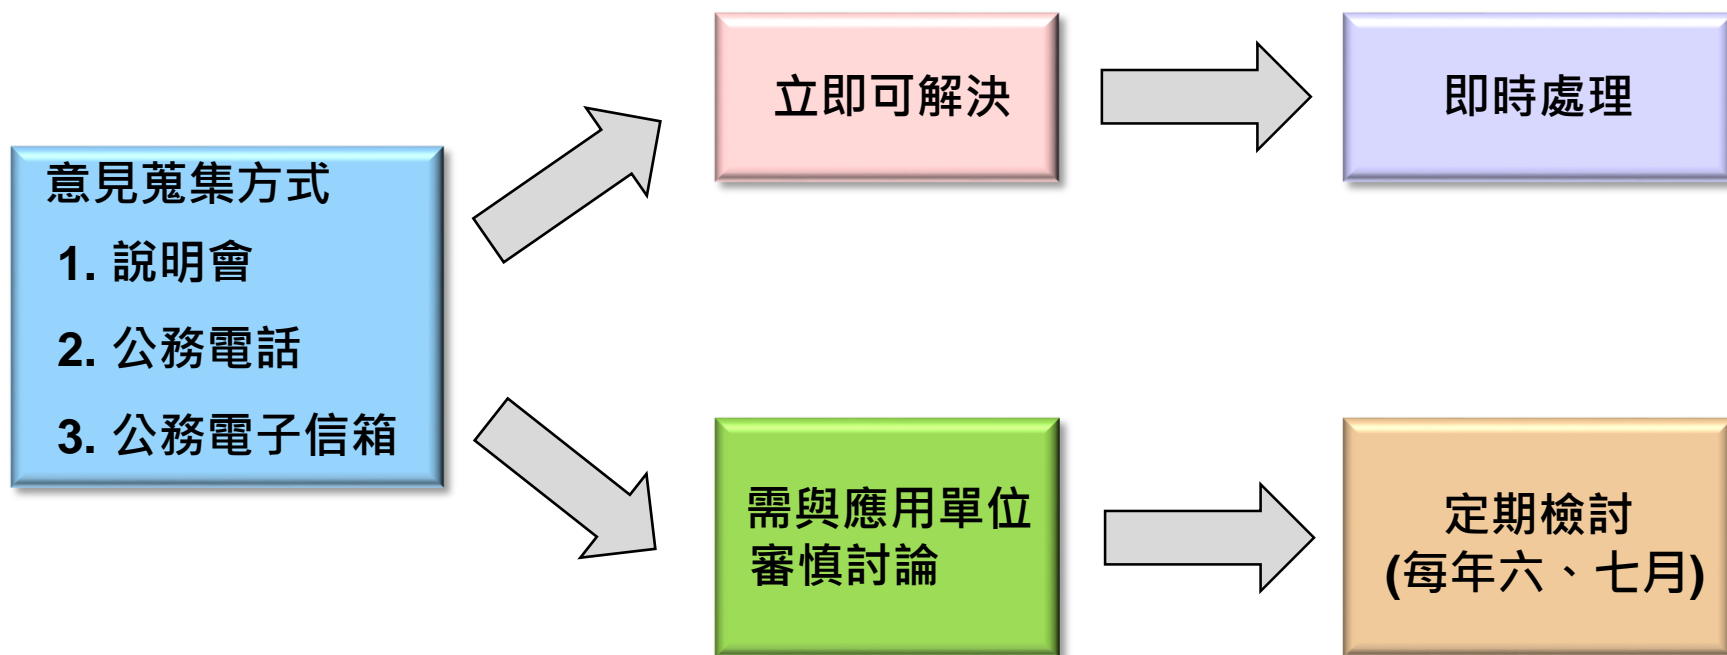 意見蒐集方式
1. 說明會
2. 公務電話
3. 公務電子信箱
立即可解決
即時處理
需與應用單位
審慎討論
定期檢討
(每年六、七月)